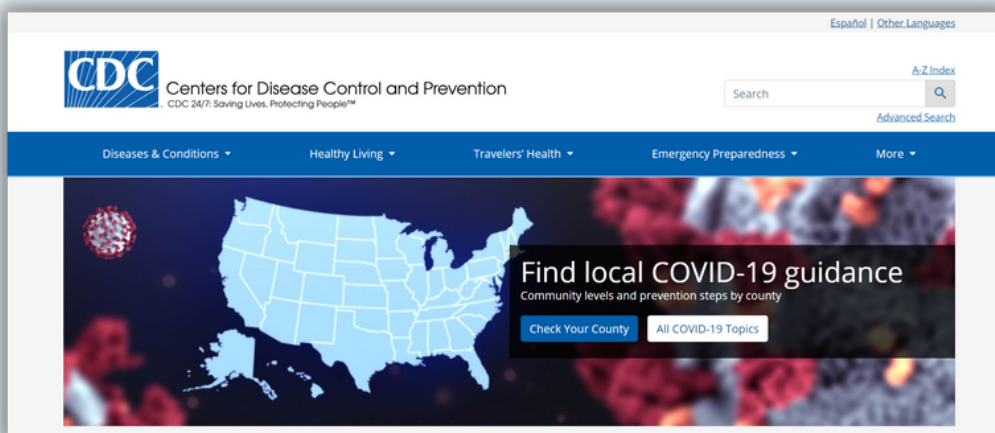 Español | Other Languages
CDC
Centers for Disease Control and Prevention
CDC 24/7: Saving Lives, Protecting People™
A-Z Index
Search
Advanced Search
Diseases & Conditions Healthy Living Travelers' Health Emergency Preparedness More
Find local COVID-19 guidance
Community levels and prevention steps by county
Check Your County All COVID-19 Topics